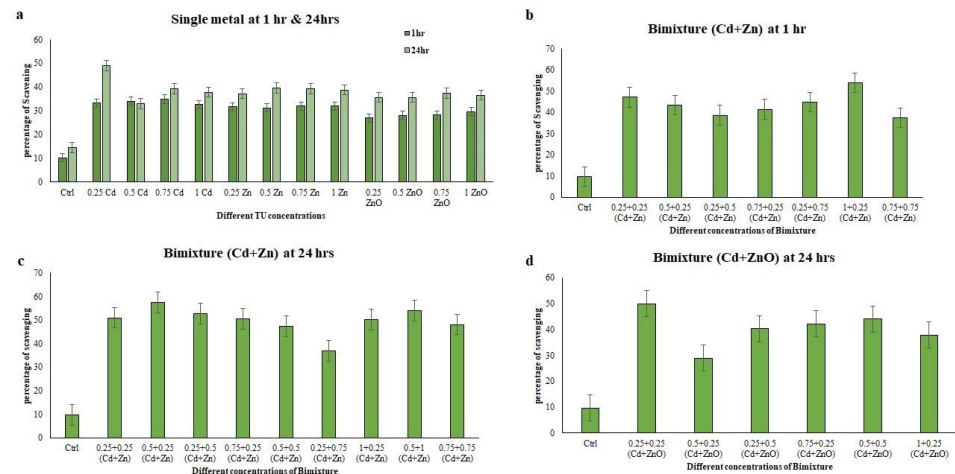 a
Single metal at 1 hr & 24hrs
1hr
24hr
percentage of Scavening
60
50
40
30
20
10
0
Ctrl
0.25 Cd
0.5 Cd
0.75 Cd
1 Cd
0.25 Zn
0.5 Zn
0.75 Zn
1 Zn
0.25
ZnO
0.5 ZnO
0.75
ZnO
1 ZnO
Different TU concentrations
b
Bimixture (Cd+Zn) at 1 hr
percentage of Scavenging
70
60
50
40
30
20
10
0
Ctrl
0.25+0.25
(Cd+Zn)
0.5+0.25
(Cd+Zn)
0.25+0.5
(Cd+Zn)
0.75+0.25
(Cd+Zn)
0.25+0.75
(Cd+Zn)
1+0.25
(Cd+Zn)
0.75+0.75
(Cd+Zn)
Different concentrations of Bimixture
c
Bimixture (Cd+Zn) at 24 hrs
percentage of scavenging
70
60
50
40
30
20
10
0
Ctrl
0.25+0.25
(Cd+Zn)
0.5+0.25
(Cd+Zn)
0.25+0.5
(Cd+Zn)
0.75+0.25
(Cd+Zn)
0.5+0.5
(Cd+Zn)
0.25+0.75
(Cd+Zn)
1+0.25
(Cd+Zn)
0.5+1
(Cd+Zn)
0.75+0.75
(Cd+Zn)
Different concentrations of Bimixture
d
Bimixture (Cd+ZnO) at 24 hrs
percentage of scavenging
60
50
40
30
20
10
0
Ctrl
0.25+0.25
(Cd+ZnO)
0.5+0.25
(Cd+ZnO)
0.25+0.5
(Cd+ZnO)
0.75+0.25
(Cd+ZnO)
0.5+0.5
(Cd+ZnO)
1+0.25
(Cd+ZnO)
Different concentrations of Bimixture